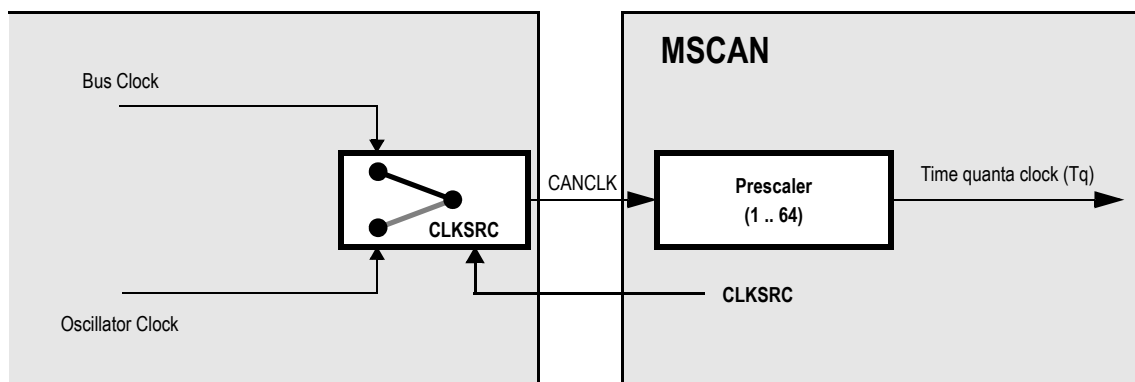 MSCAN
Bus Clock
CANCLK
Prescaler
(1 .. 64)
Time quanta clock (Tq)
CLKSRC
CLKSRC
Oscillator Clock